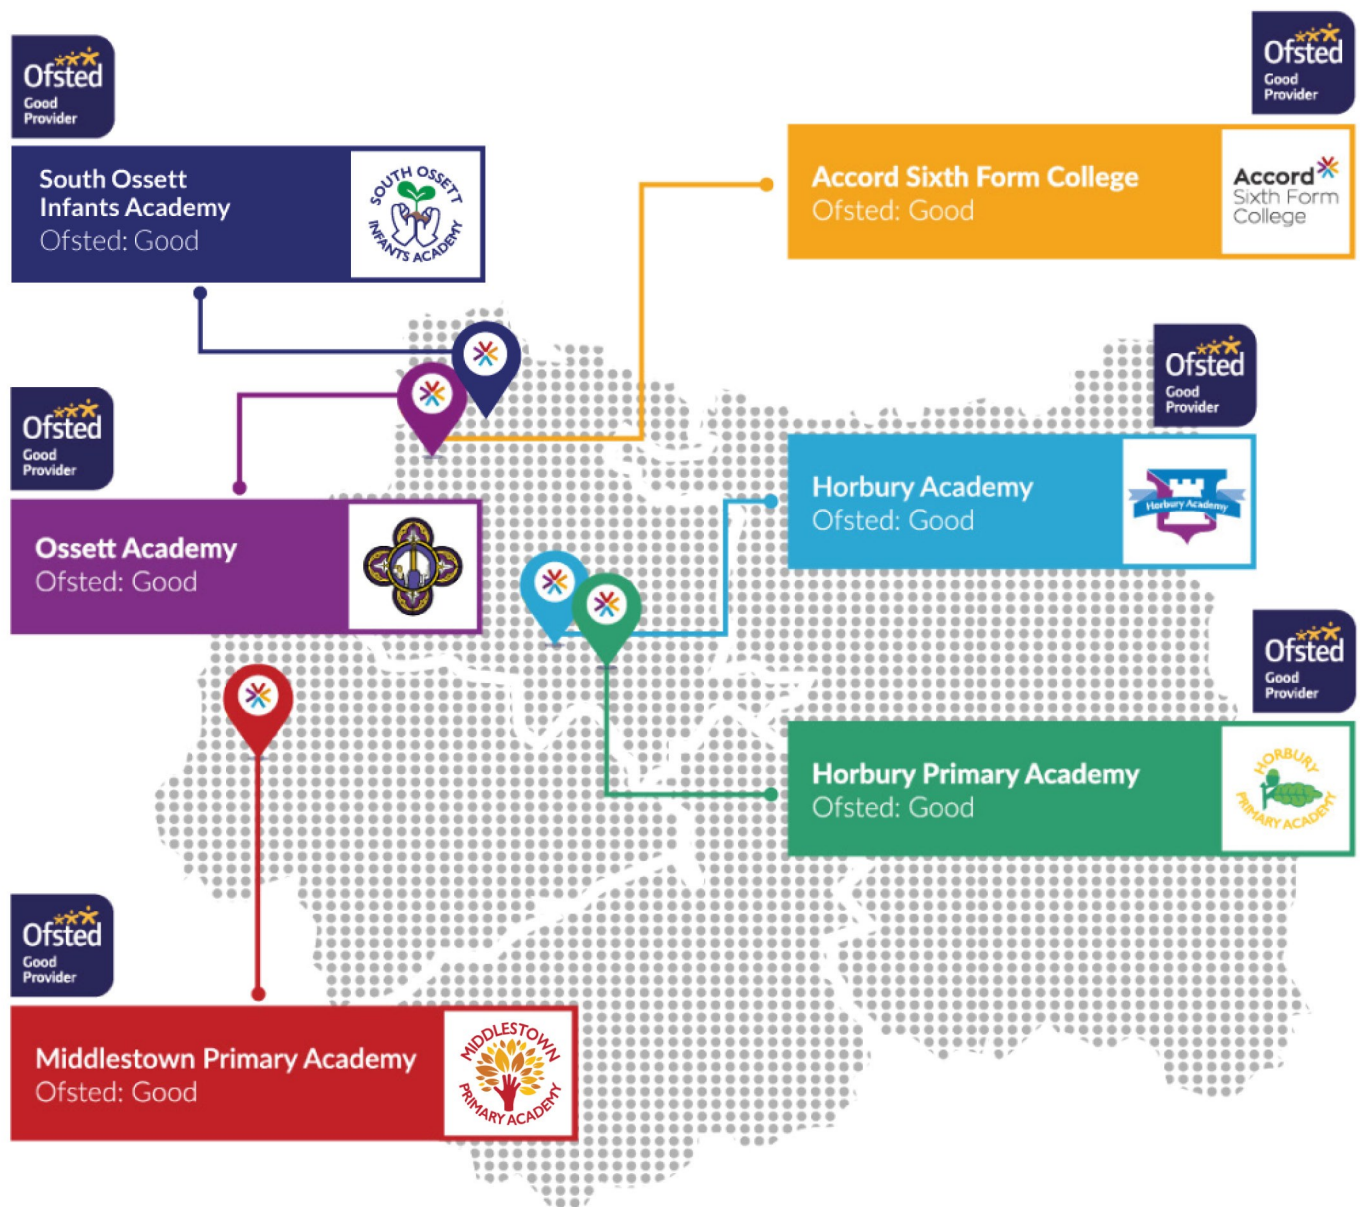 Ofsted
Good
Provider
South Ossett
Infants Academy
Ofsted: Good
SOUTH OSSETT
INFANTS ACADEMY
Ofsted
Good
Provider
Accord Sixth Form College
Ofsted: Good
Accord
Sixth Form
College
Ofsted
Good
Provider
Ossett Academy
Ofsted: Good
Ofsted
Good
Provider
Horbury Academy
Ofsted: Good
Horbury Academy
Ofsted
Good
Provider
Horbury Primary Academy
Ofsted: Good
HORBURY
PRIMARY ACADEMY
Ofsted
Good
Provider
Middlestown Primary Academy
Ofsted: Good
MIDDLESTOWN
PRIMARY ACADEMY